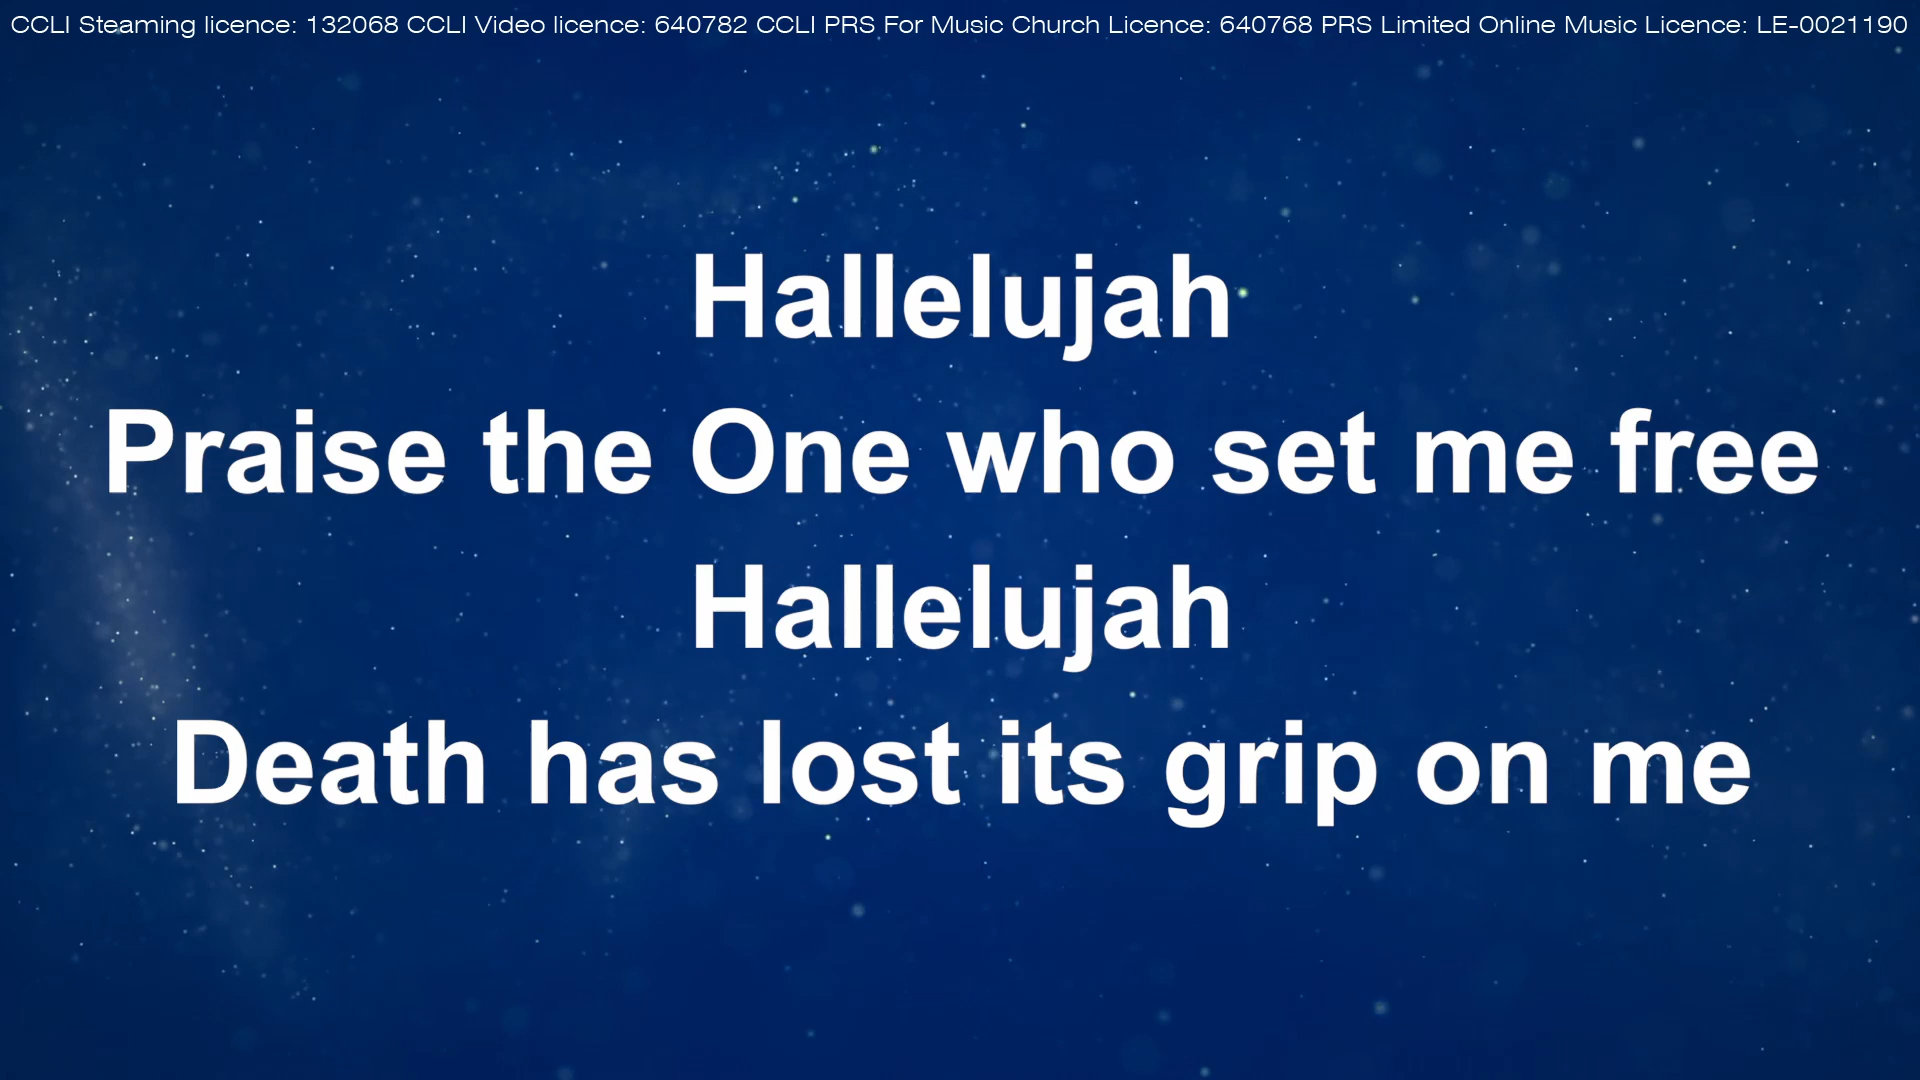 CCLI Steaming licence: 132068 CCLI Video licence: 640782 CCLI PRS For Music Church Licence: 640768 PRS Limited Online Music Licence: LE-0021190
Hallelujah
Praise the One who set me free
Hallelujah
Death has lost its grip on me